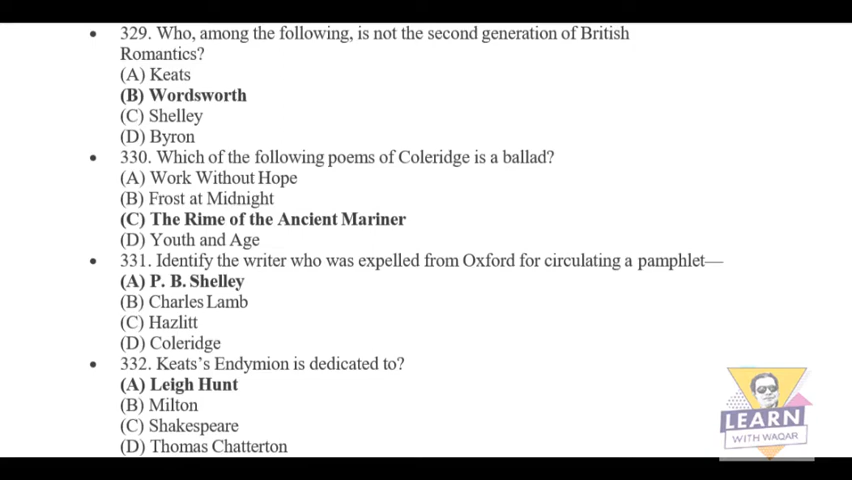 • 329. Who, among the following, is not the second generation of British
Romantics?
(A) Keats
(B) Wordsworth
(C) Shelley
(D) Byron
• 330. Which of the following poems of Coleridge is a ballad?
(A) Work Without Hope
(B) Frost at Midnight
(C) The Rime of the Ancient Mariner
(D) Youth and Age
• 331. Identify the writer who was expelled from Oxford for circulating a pamphlet—
(A) P. B. Shelley
(B) Charles Lamb
(C) Hazlitt
(D) Coleridge
• 332. Keats’s Endymion is dedicated to?
(A) Leigh Hunt
(B) Milton
(C) Shakespeare
(D) Thomas Chatterton
LEARN
WITH WAQAR